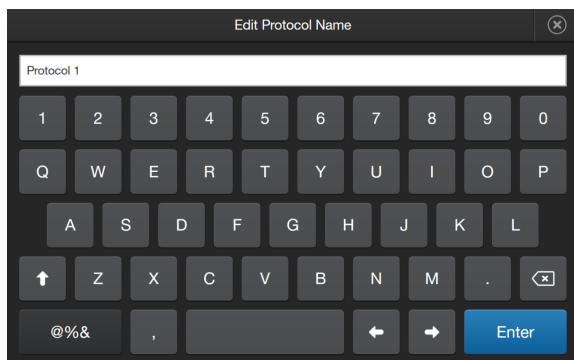 Edit Protocol Name
Protocol 1
1 2 3 4 5 6 7 8 9 0
Q W E R T Y U I O P
A S D F G H J K L
Z X C V B N M .
@%& , Enter